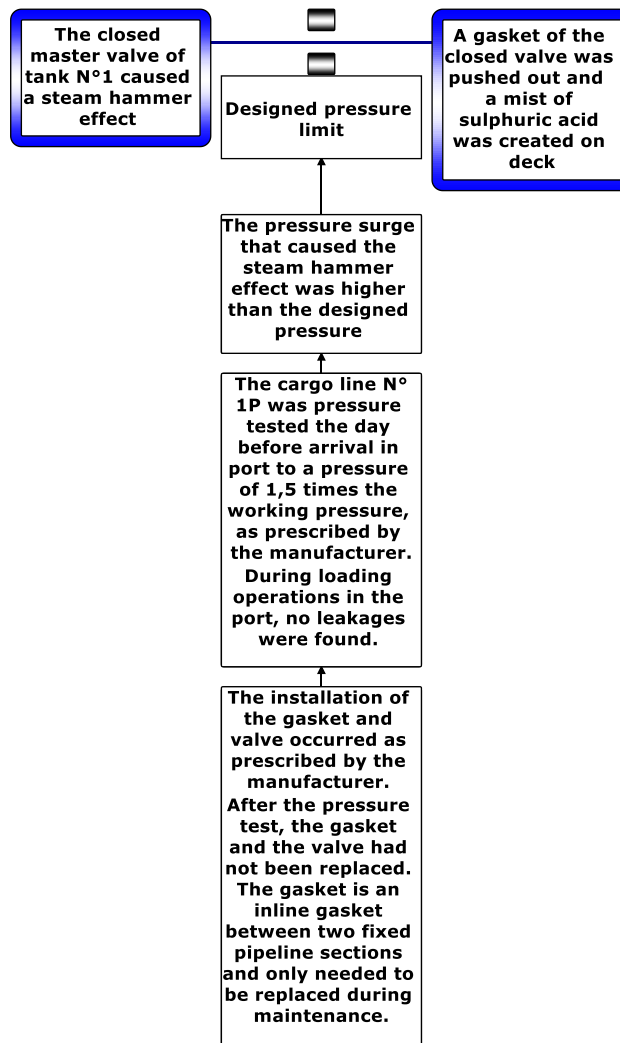 The closed
master valve of
tank N°1 caused
a steam hammer
effect
A gasket of the
closed valve was
pushed out and
a mist of
sulphuric acid
was created on
deck
Designed pressure
limit
The pressure surge
that caused the
steam hammer
effect was higher
than the designed
pressure
The cargo line N°
1P was pressure
tested the day
before arrival in
port to a pressure
of 1,5 times the
working pressure,
as prescribed by
the manufacturer.
During loading
operations in the
port, no leakages
were found.
The installation of
the gasket and
valve occurred as
prescribed by the
manufacturer.
After the pressure
test, the gasket
and the valve had
not been replaced.
The gasket is an
inline gasket
between two fixed
pipeline sections
and only needed to
be replaced during
maintenance.